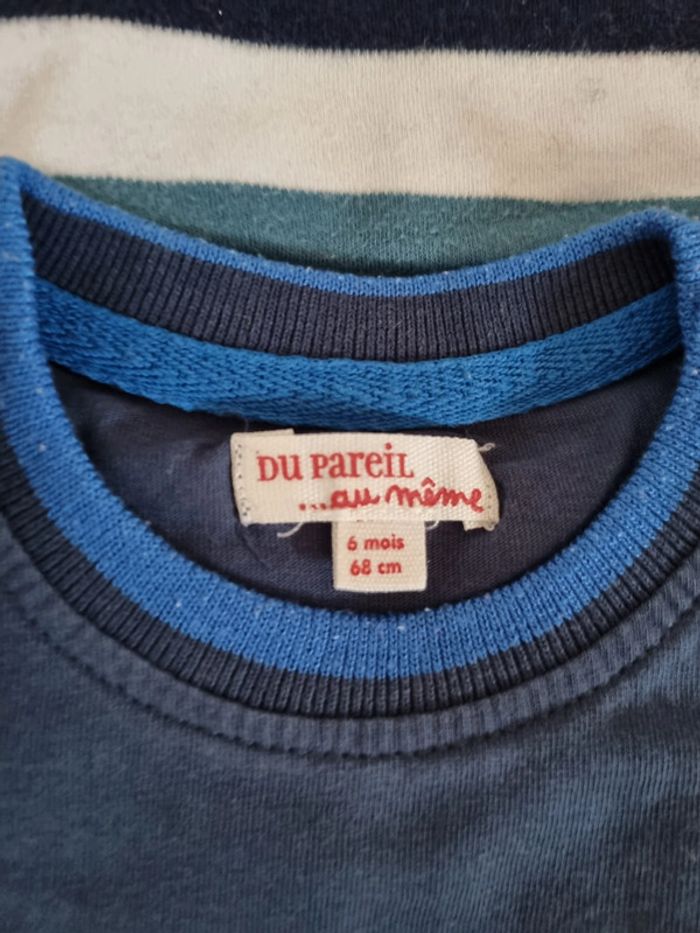 DU PAREIL
...au même
6 mois
68 cm